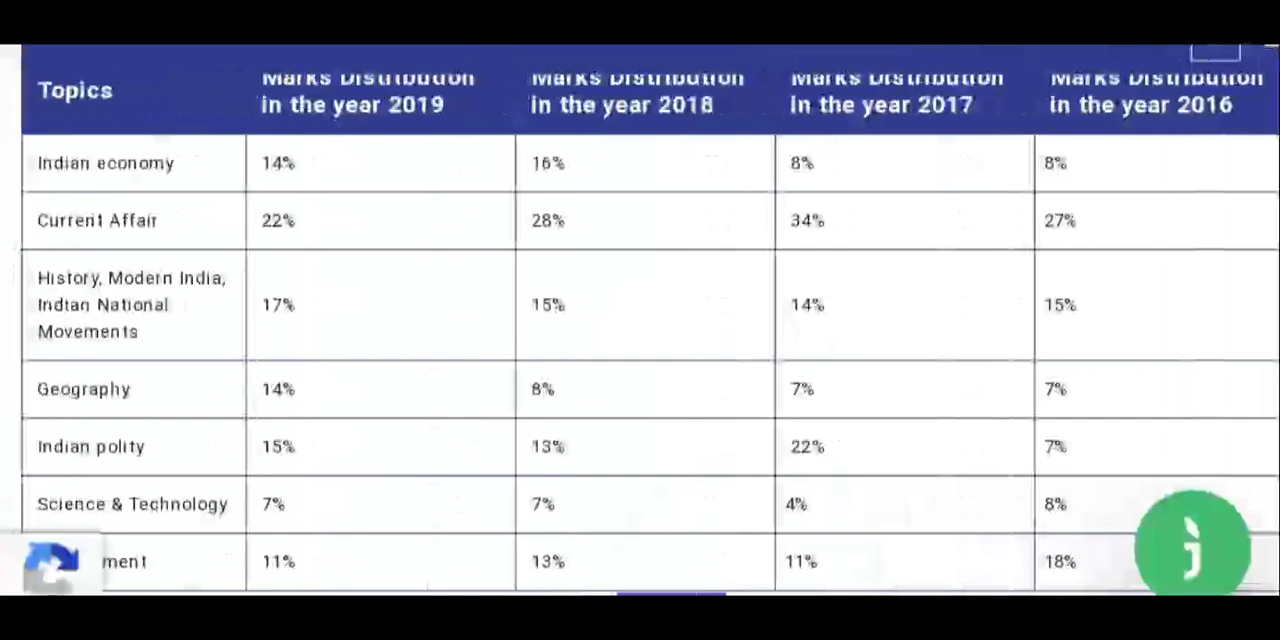 Topics
Marks Distribution in the year 2019
Marks Distribution in the year 2018
Marks Distribution in the year 2017
Marks Distribution in the year 2016
Indian economy 14% 16% 8% 8%
Current Affair 22% 28% 34% 27%
History, Modern India,
Indian National
Movements
17% 15% 14% 15%
Geography 14% 8% 7% 7%
Indian polity 15% 13% 22% 7%
Science & Technology 7% 7% 4% 8%
ment 11% 13% 11% 18%